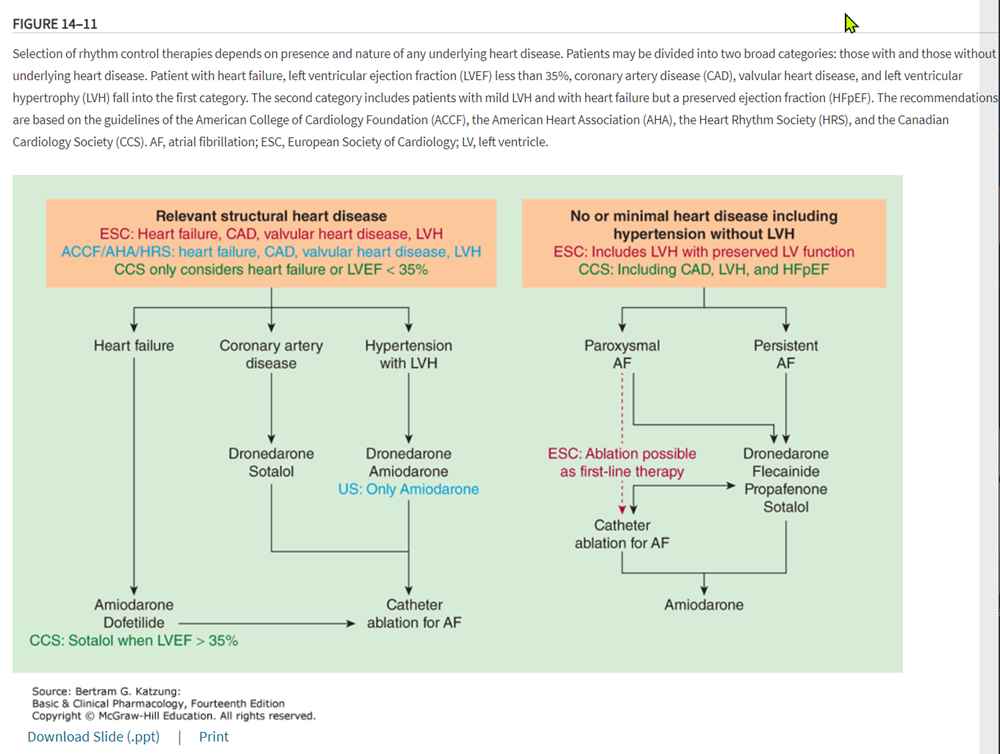 FIGURE 14–11
Selection of rhythm control therapies depends on presence and nature of any underlying heart disease. Patients may be divided into two broad categories: those with and those without
underlying heart disease. Patient with heart failure, left ventricular ejection fraction (LVEF) less than 35%, coronary artery disease (CAD), valvular heart disease, and left ventricular
hypertrophy (LVH) fall into the first category. The second category includes patients with mild LVH and with heart failure but a preserved ejection fraction (HFpEF). The recommendations
are based on the guidelines of the American College of Cardiology Foundation (ACCF), the American Heart Association (AHA), the Heart Rhythm Society (HRS), and the Canadian
Cardiology Society (CCS). AF, atrial fibrillation; ESC, European Society of Cardiology; LV, left ventricle.
Relevant structural heart disease
ESC: Heart failure, CAD, valvular heart disease, LVH
ACCF/AHA/HRS: heart failure, CAD, valvular heart disease, LVH
CCS only considers heart failure or LVEF < 35%
No or minimal heart disease including
hypertension without LVH
ESC: Includes LVH with preserved LV function
CCS: Including CAD, LVH, and HFpEF
Heart failure
Coronary artery
disease
Hypertension
with LVH
Paroxysmal
AF
Persistent
AF
Dronedarone
Sotalol
Dronedarone
Amiodarone
US: Only Amiodarone
ESC: Ablation possible
as first-line therapy
Dronedarone
Flecainide
Propafenone
Sotalol
Catheter
ablation for AF
Amiodarone
Dofetilide
CCS: Sotalol when LVEF > 35%
Catheter
ablation for AF
Amiodarone
Source: Bertram G. Katzung:
Basic & Clinical Pharmacology, Fourteenth Edition
Copyright © McGraw-Hill Education. All rights reserved.
Download Slide (.ppt) | Print